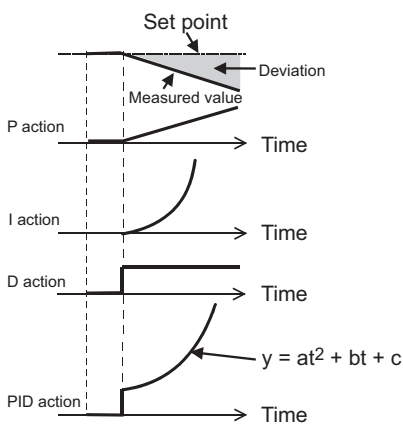 Set point
Deviation
Measured value
P action
Time
I action
Time
D action
Time
y = at² + bt + c
PID action
Time